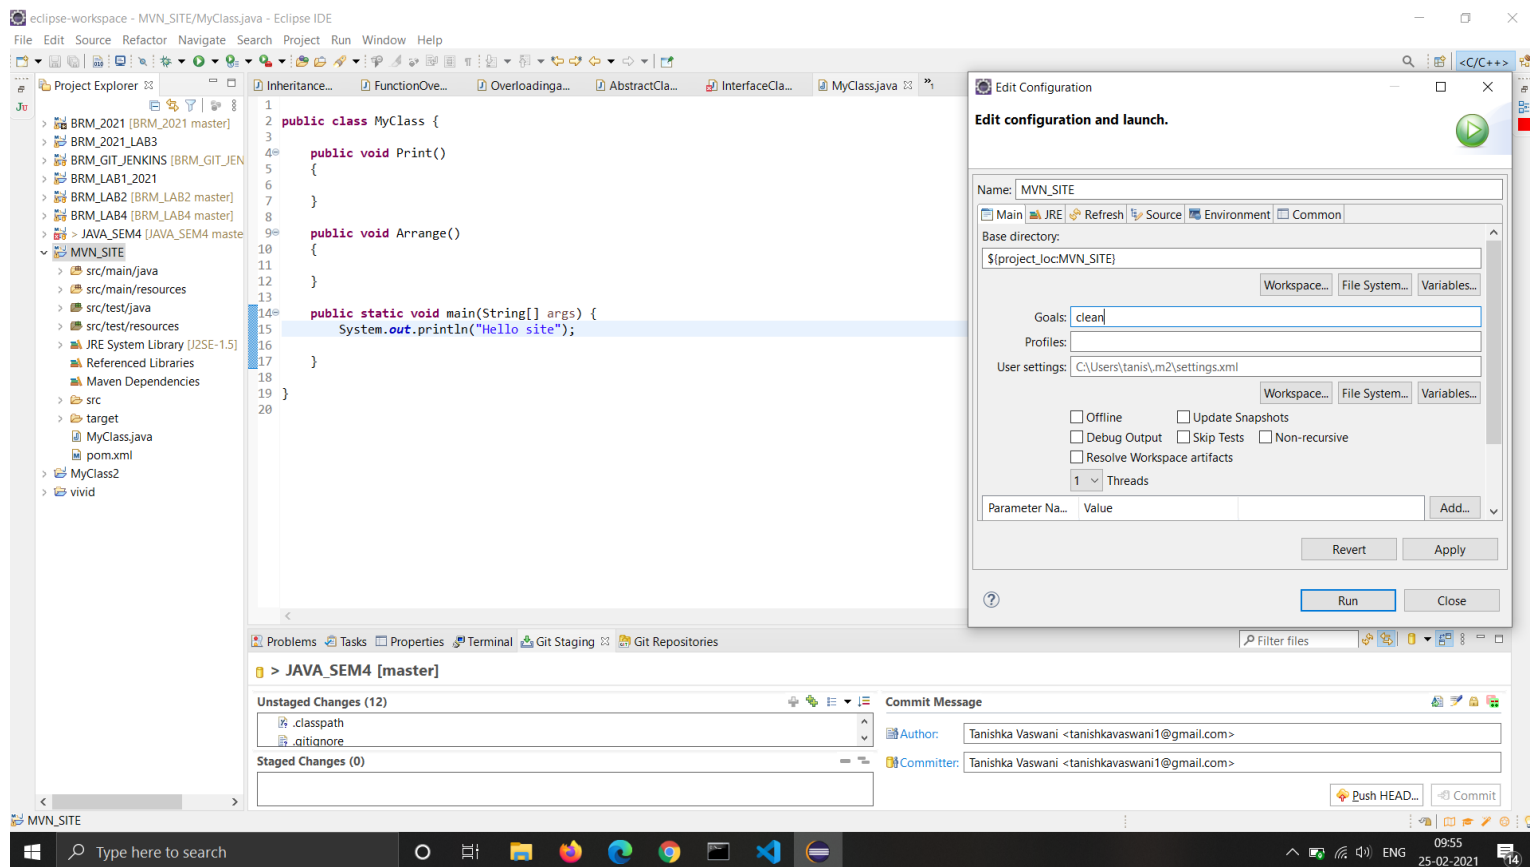 eclipse-workspace - MVN_SITE/MyClass.java - Eclipse IDE
File Edit Source Refactor Navigate Search Project Run Window Help
<C/C++>
Project Explorer
Inheritance... FunctionOve... Overloadinga... AbstractCla... InterfaceCla... MyClass.java »1
Ju
BRM_2021 [BRM_2021 master]
BRM_2021_LAB3
BRM_GIT_JENKINS [BRM_GIT_JEN
BRM_LAB1_2021
BRM_LAB2 [BRM_LAB2 master]
BRM_LAB4 [BRM_LAB4 master]
> JAVA_SEM4 [JAVA_SEM4 maste
MVN_SITE
src/main/java
src/main/resources
src/test/java
src/test/resources
JRE System Library [J2SE-1.5]
Referenced Libraries
Maven Dependencies
src
target
MyClass.java
pom.xml
MyClass2
vivid
1
2 public class MyClass {
3
4 public void Print()
5 {
6
7 }
8
9 public void Arrange()
10 {
11
12 }
13
14 public static void main(String[] args) {
15 System.out.println("Hello site");
16
17 }
18
19 }
20
Edit Configuration
Edit configuration and launch.
Name: MVN_SITE
Main JRE Refresh Source Environment Common
Base directory:
${project_loc:MVN_SITE}
Workspace... File System... Variables...
Goals: clean
Profiles:
User settings: C:\Users\tanis\.m2\settings.xml
Workspace... File System... Variables...
Offline Update Snapshots
Debug Output Skip Tests Non-recursive
Resolve Workspace artifacts
1 Threads
Parameter Na... Value Add...
Revert Apply
Run Close
Problems Tasks Properties Terminal Git Staging Git Repositories Filter files
> JAVA_SEM4 [master]
Unstaged Changes (12)
.classpath
.gitignore
Staged Changes (0)
Commit Message
Author: Tanishka Vaswani <tanishkavaswani1@gmail.com>
Committer: Tanishka Vaswani <tanishkavaswani1@gmail.com>
Push HEAD... Commit
MVN_SITE
Type here to search
ENG
09:55
25-02-2021
14